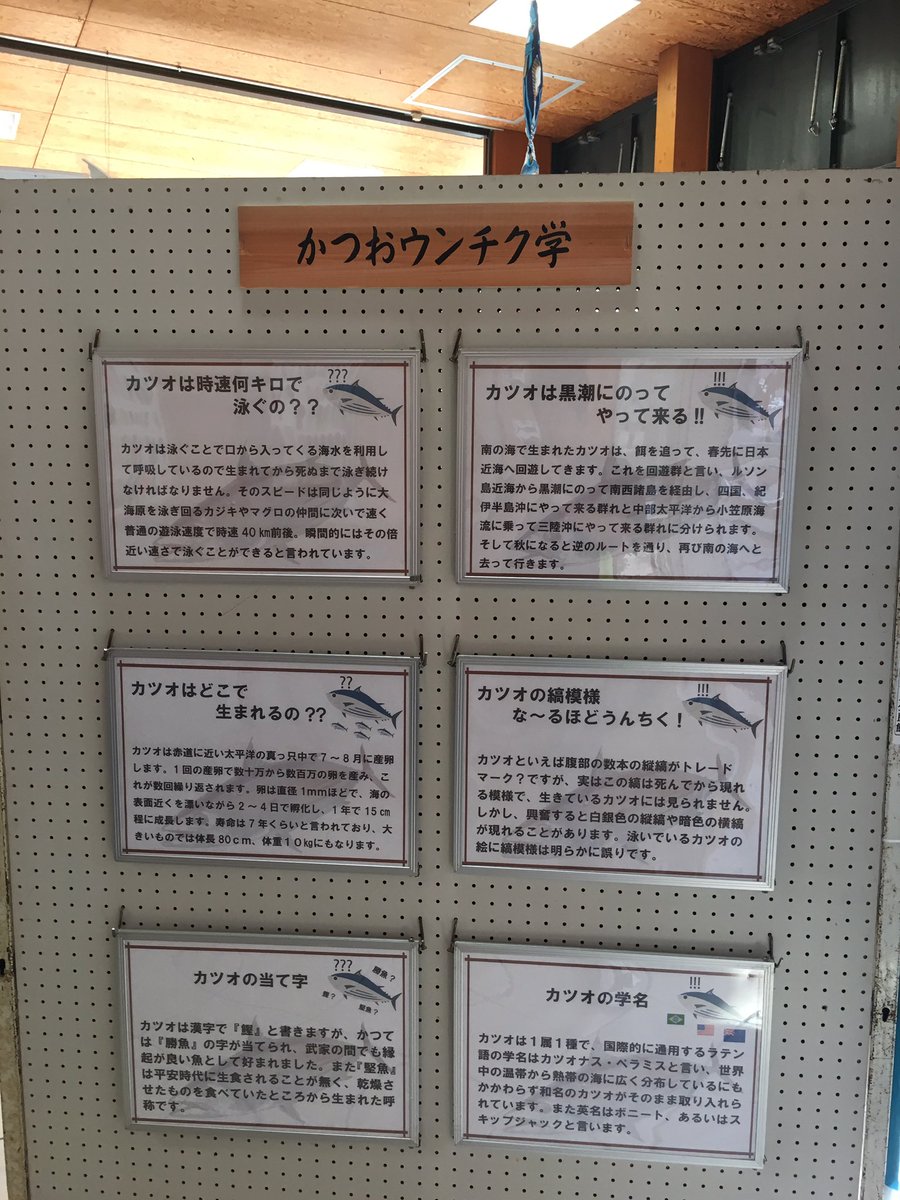 かつおウンチク学
カツオは時速何キロで
泳ぐの??
???
カツオは泳ぐことで口から入ってくる海水を利用し
て呼吸しているので生まれてから死ぬまで泳ぎ続け
なければなりません。そのスピードは同じように大
海原を泳ぎ回るカジキやマグロの仲間に次いで速く
普通の遊泳速度で時速40㎞前後。瞬間的にはその倍
近い速さで泳ぐことができると言われています。
カツオは黒潮にのって
やって来る!!
!!!
南の海で生まれたカツオは、餌を追って、春先に日本
近海へ回遊してきます。これを回遊群と言い、ルソン
島近海から黒潮にのって南西諸島を経由し、四国、紀
伊半島沖にやって来る群れと中部太平洋から小笠原海
流に乗って三陸沖にやって来る群れに分けられます。
そして秋になると逆のルートを通り、再び南の海へと
去って行きます。
カツオはどこで
生まれるの??
??
カツオは赤道に近い太平洋の真っ只中で7~8月に産卵
します。1回の産卵で数十万から数百万の卵を産み、こ
れが数回繰り返されます。卵は直径1mmほどで、海の
表面近くを漂いながら2~4日で孵化し、1年で15㎝
程に成長します。寿命は7年くらいと言われており、大
きいものでは体長80cm、体重10㎏にもなります。
カツオの縞模様
な~るほどうんちく!
!!!
カツオといえば腹部の数本の縦縞がトレード
マーク?ですが、実はこの縞は死んでから現れ
る模様で、生きているカツオには見られません。
しかし、興奮すると白銀色の縦縞や暗色の横縞
が現れることがあります。泳いでいるカツオの
絵に縞模様は明らかに誤りです。
カツオの当て字
???
勝魚?
鰹?
堅魚?
カツオは漢字で『鰹』と書きますが、かつて
は『勝魚』の字が当てられ、武家の間でも縁
起が良い魚として好まれました。また『堅魚』
は平安時代に生食されることが無く、乾燥さ
せたものを食べていたところから生まれた呼
称です。
カツオの学名
!!!
カツオは1属1種で、国際的に通用するラテン
語の学名はカツオナス・ペラミスと言い、世界
中の温帯から熱帯の海に広く分布しているにも
かかわらず和名のカツオがそのまま取り入れら
れています。また英名はボニート、あるいはス
キップジャックと言います。